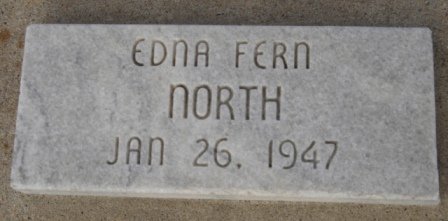 EDNA FERN
NORTH
JAN 26, 1947